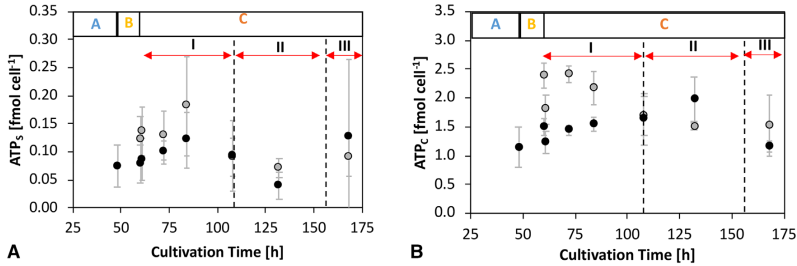 A B C
I II III
0.35
0.30
0.25
0.20
0.15
0.10
0.05
0.00
ATPS [fmol cell-1]
25 50 75 100 125 150 175
Cultivation Time [h]
A
A B C
I II III
3.5
3.0
2.5
2.0
1.5
1.0
0.5
0.0
ATPC [fmol cell-1]
25 50 75 100 125 150 175
Cultivation Time [h]
B